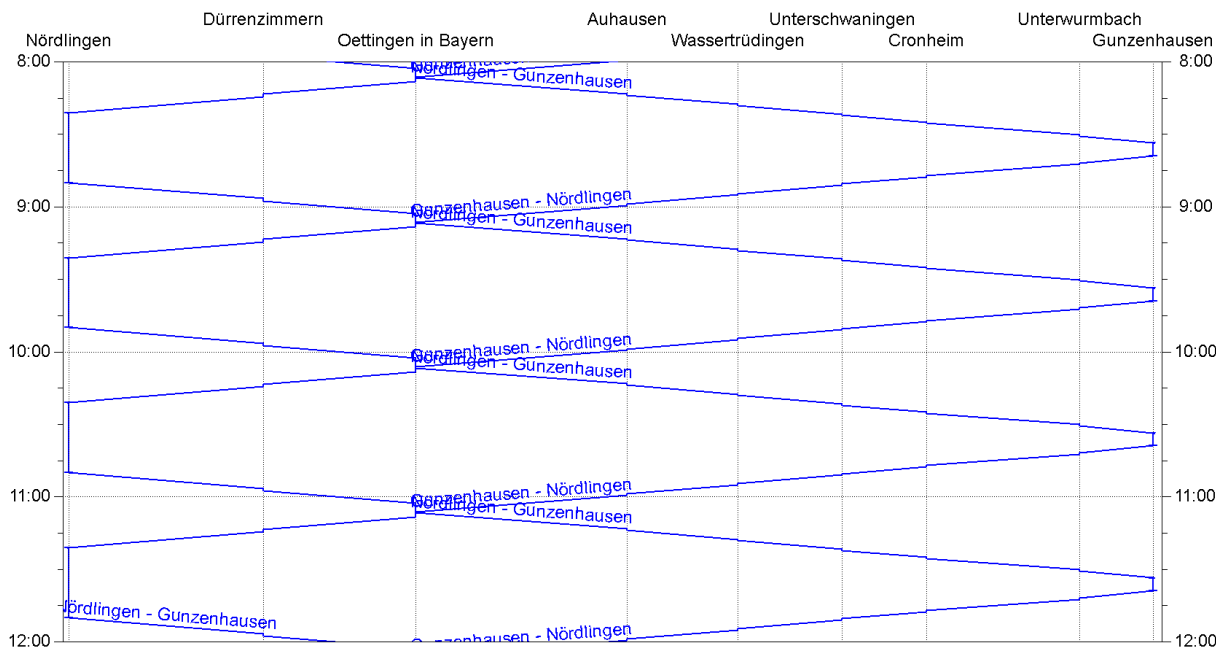 Dürrenzimmern Auhausen Unterschwaningen Unterwurmbach
Nördlingen Oettingen in Bayern Wassertrüdingen Cronheim Gunzenhausen
8:00 8:00
Nördlingen - Gunzenhausen
Gunzenhausen - Nördlingen
9:00 9:00
Nördlingen - Gunzenhausen
Gunzenhausen - Nördlingen
10:00 10:00
Nördlingen - Gunzenhausen
Gunzenhausen - Nördlingen
11:00 11:00
Nördlingen - Gunzenhausen
Nördlingen - Gunzenhausen
Gunzenhausen - Nördlingen
12:00 12:00